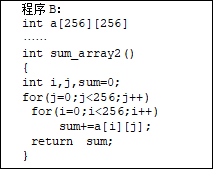 程序 B:
int a[256][256]
……
int sum_array2()
{
int i,j,sum=0;
for(j=0;j<256;j++)
for(i=0;i<256;i++)
sum+=a[i][j];
return sum;
}